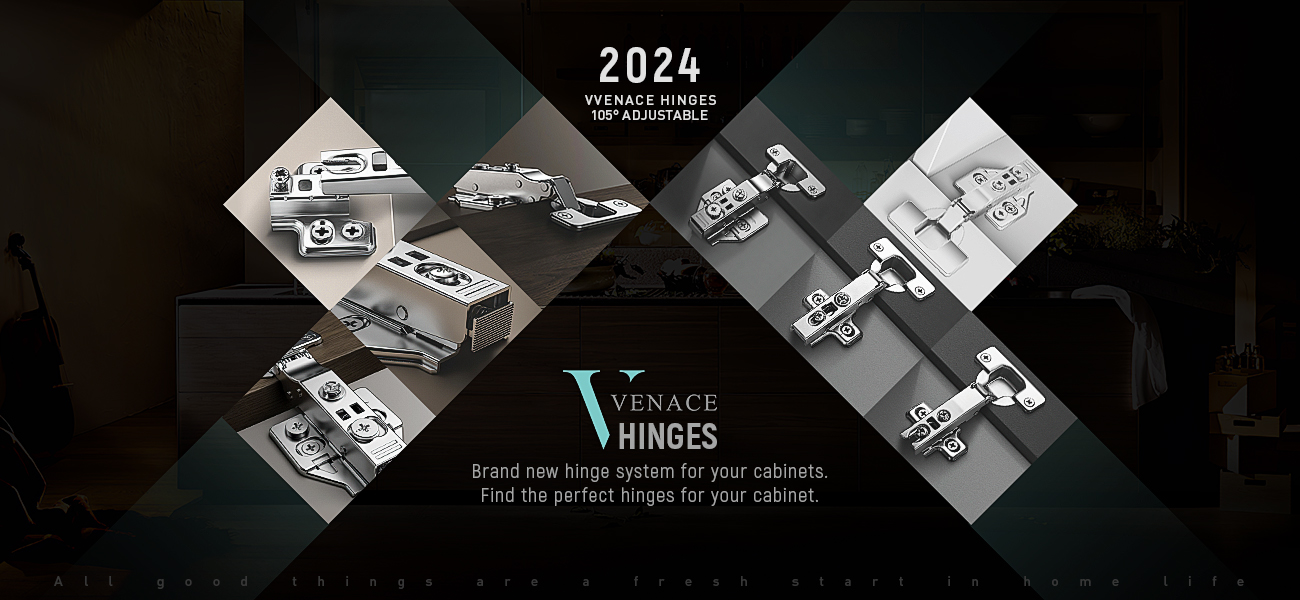 2024
VVENACE HINGES
105° ADJUSTABLE
VVENACE
HINGES
Brand new hinge system for your cabinets.
Find the perfect hinges for your cabinet.
All good things are a fresh start in home life